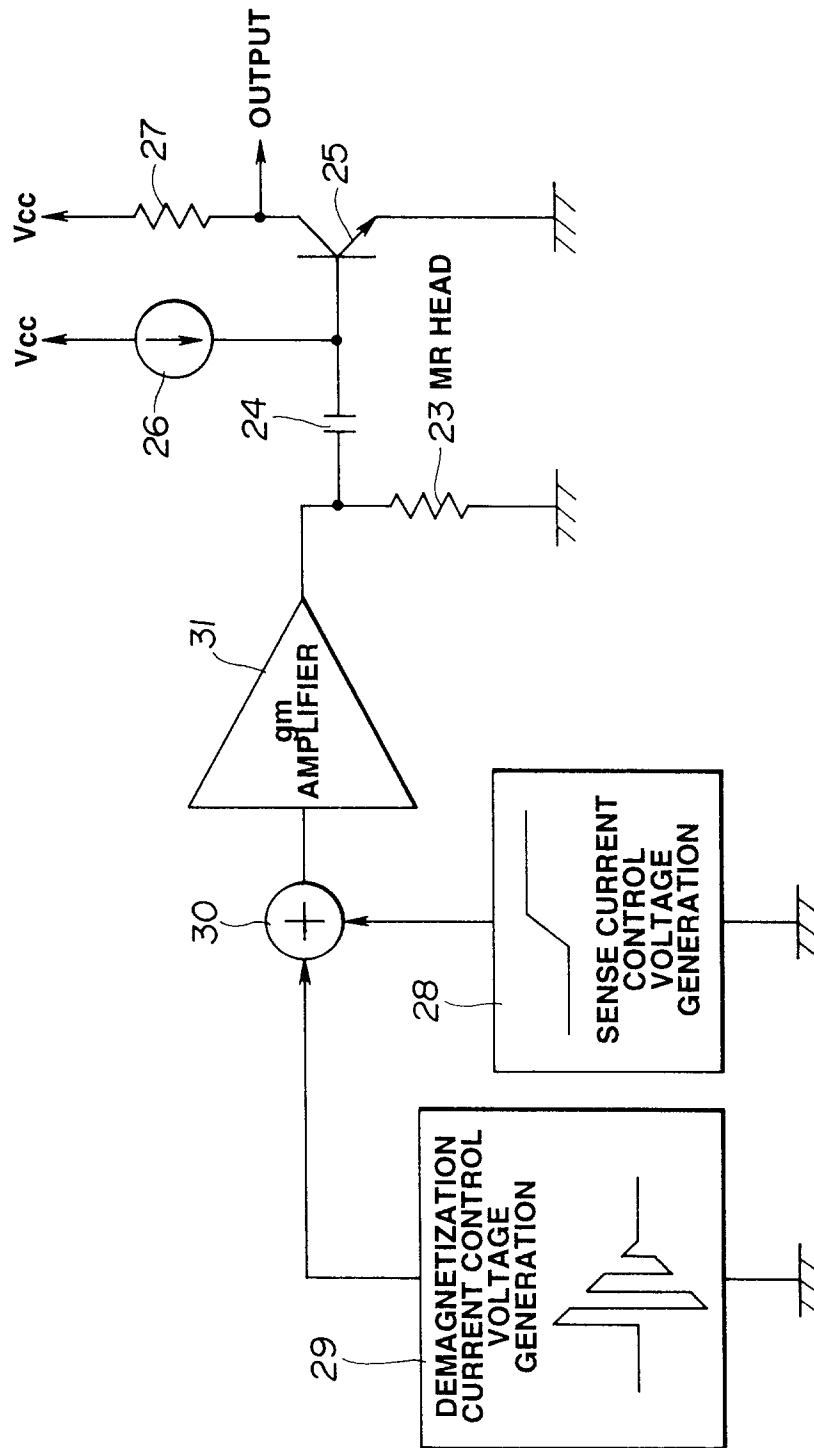 29
DEMAGNETIZATION
CURRENT CONTROL
VOLTAGE
GENERATION
28
SENSE CURRENT
CONTROL
VOLTAGE
GENERATION
30
31
gm
AMPLIFIER
23 MR HEAD
24
26
Vcc
Vcc
27
OUTPUT
25